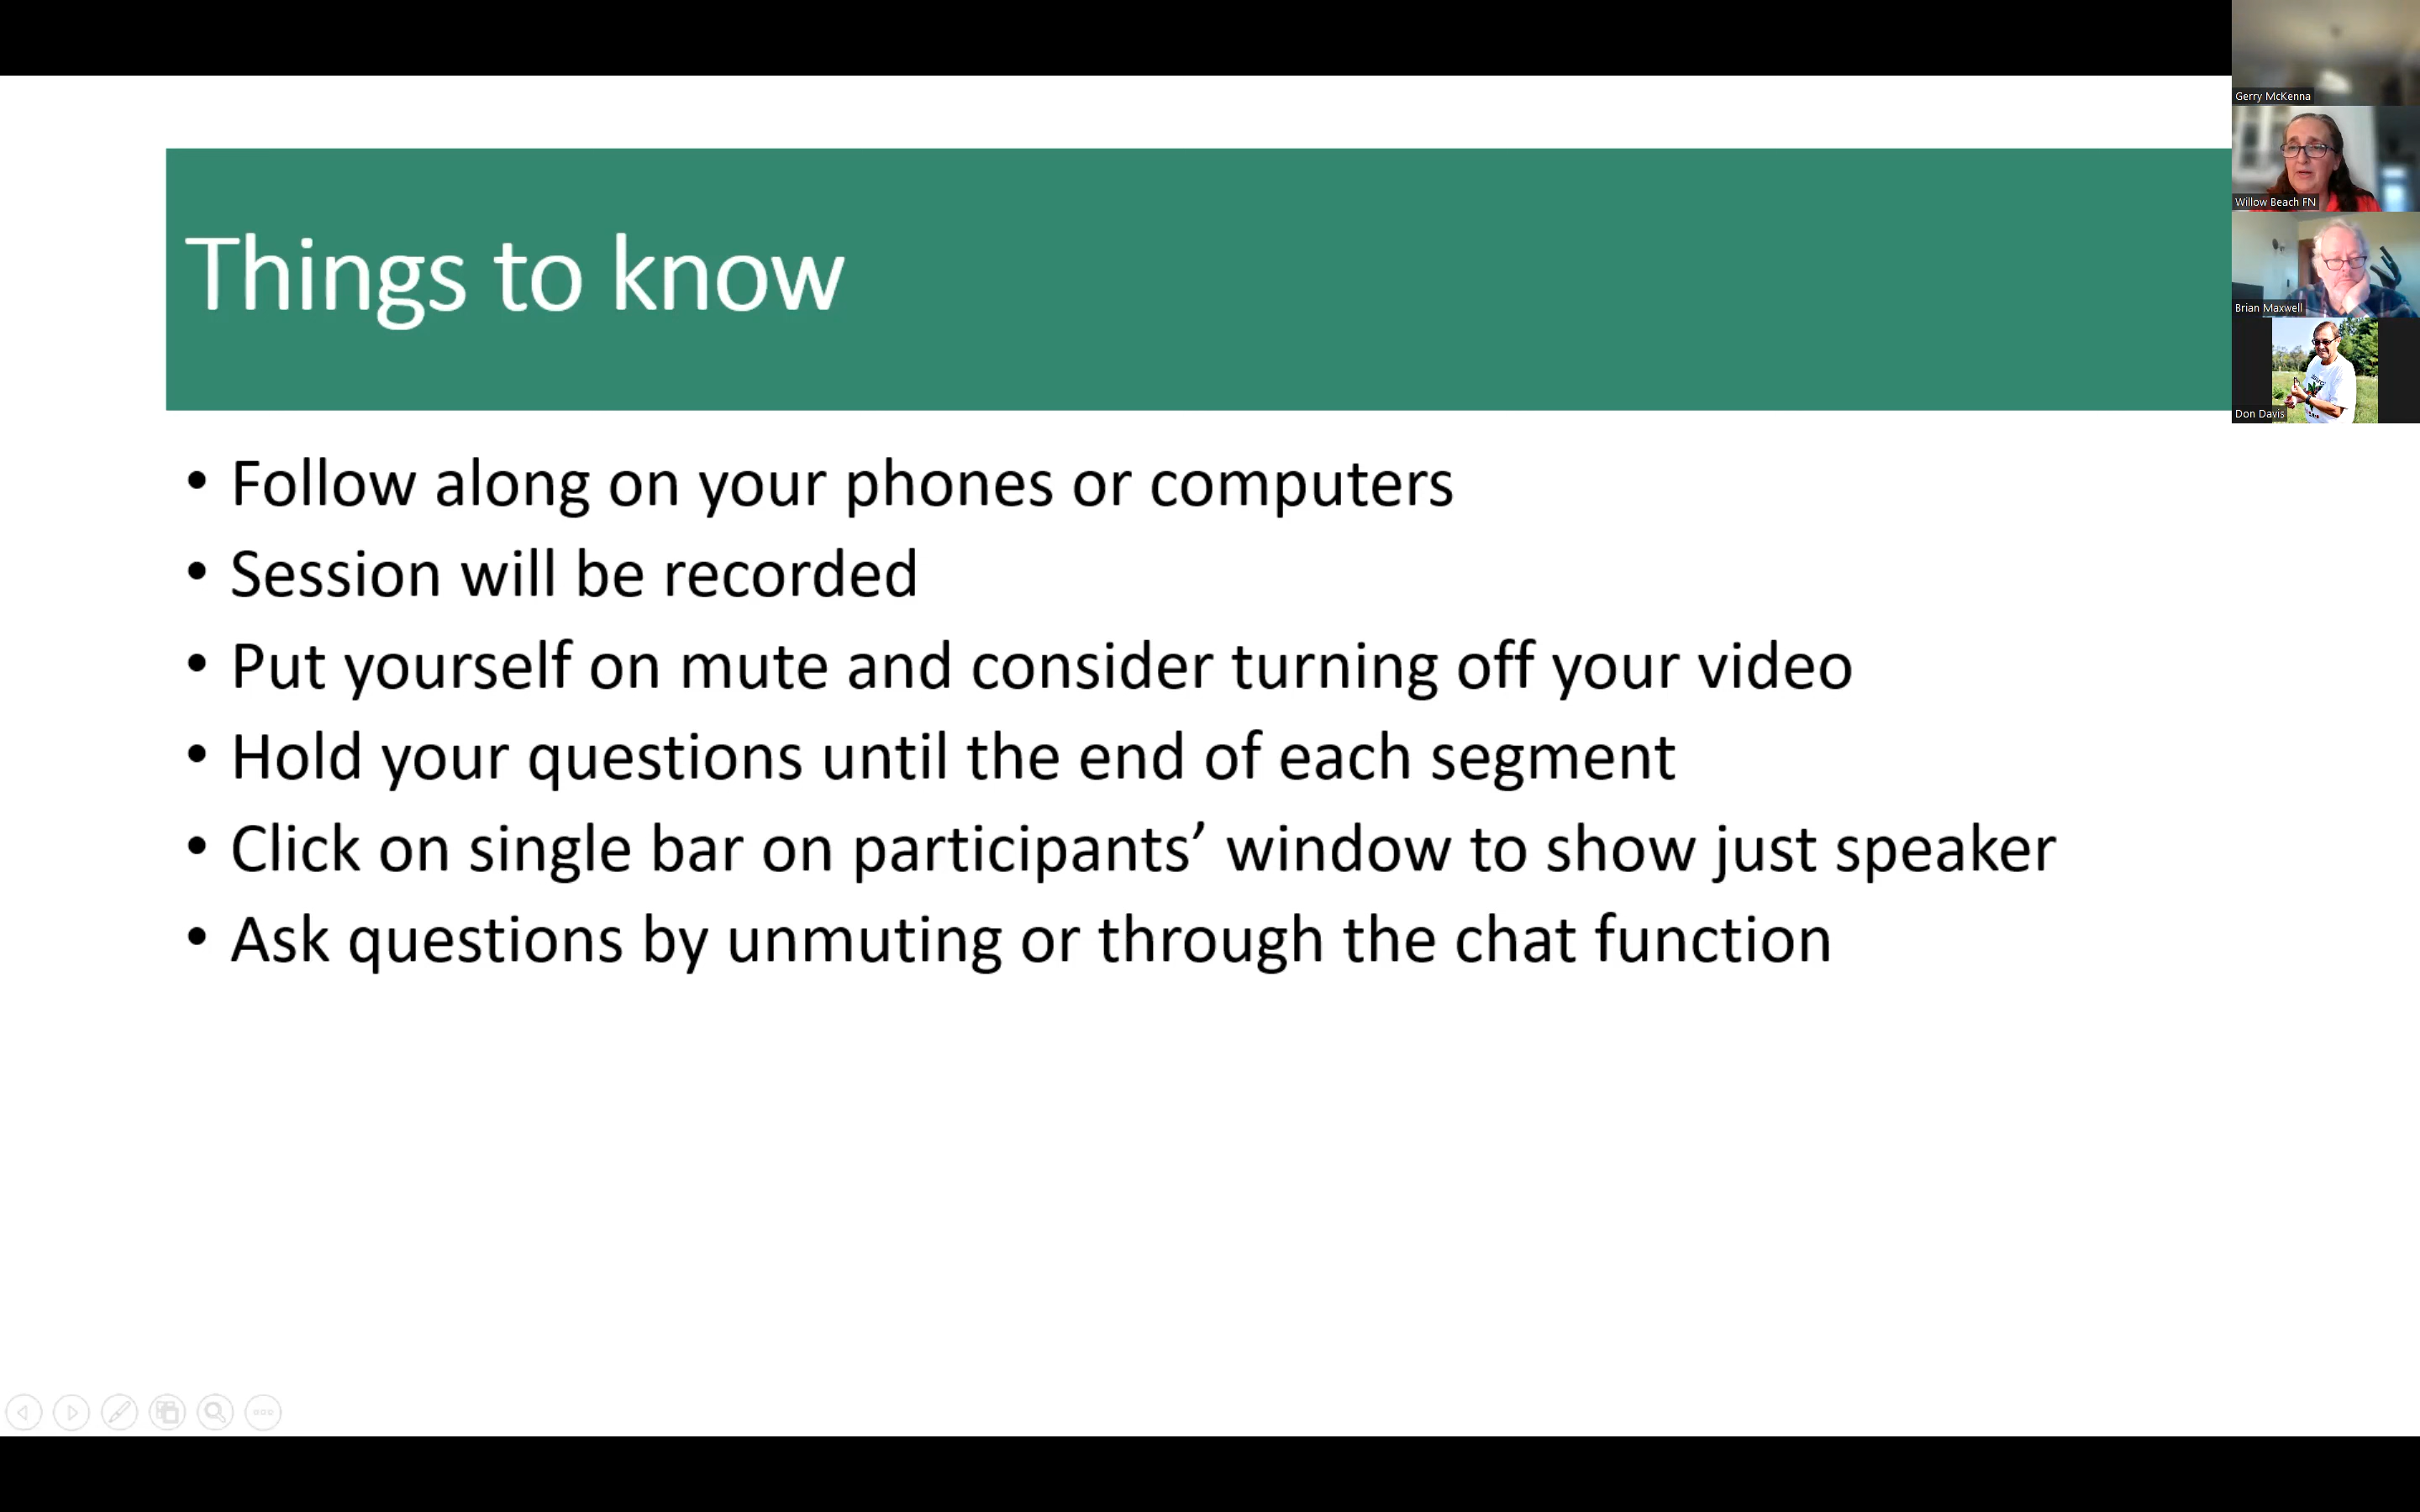 Things to know
• Follow along on your phones or computers
• Session will be recorded
• Put yourself on mute and consider turning off your video
• Hold your questions until the end of each segment
• Click on single bar on participants’ window to show just speaker
• Ask questions by unmuting or through the chat function
Gerry McKenna
Willow Beach FN
Brian Maxwell
Don Davis